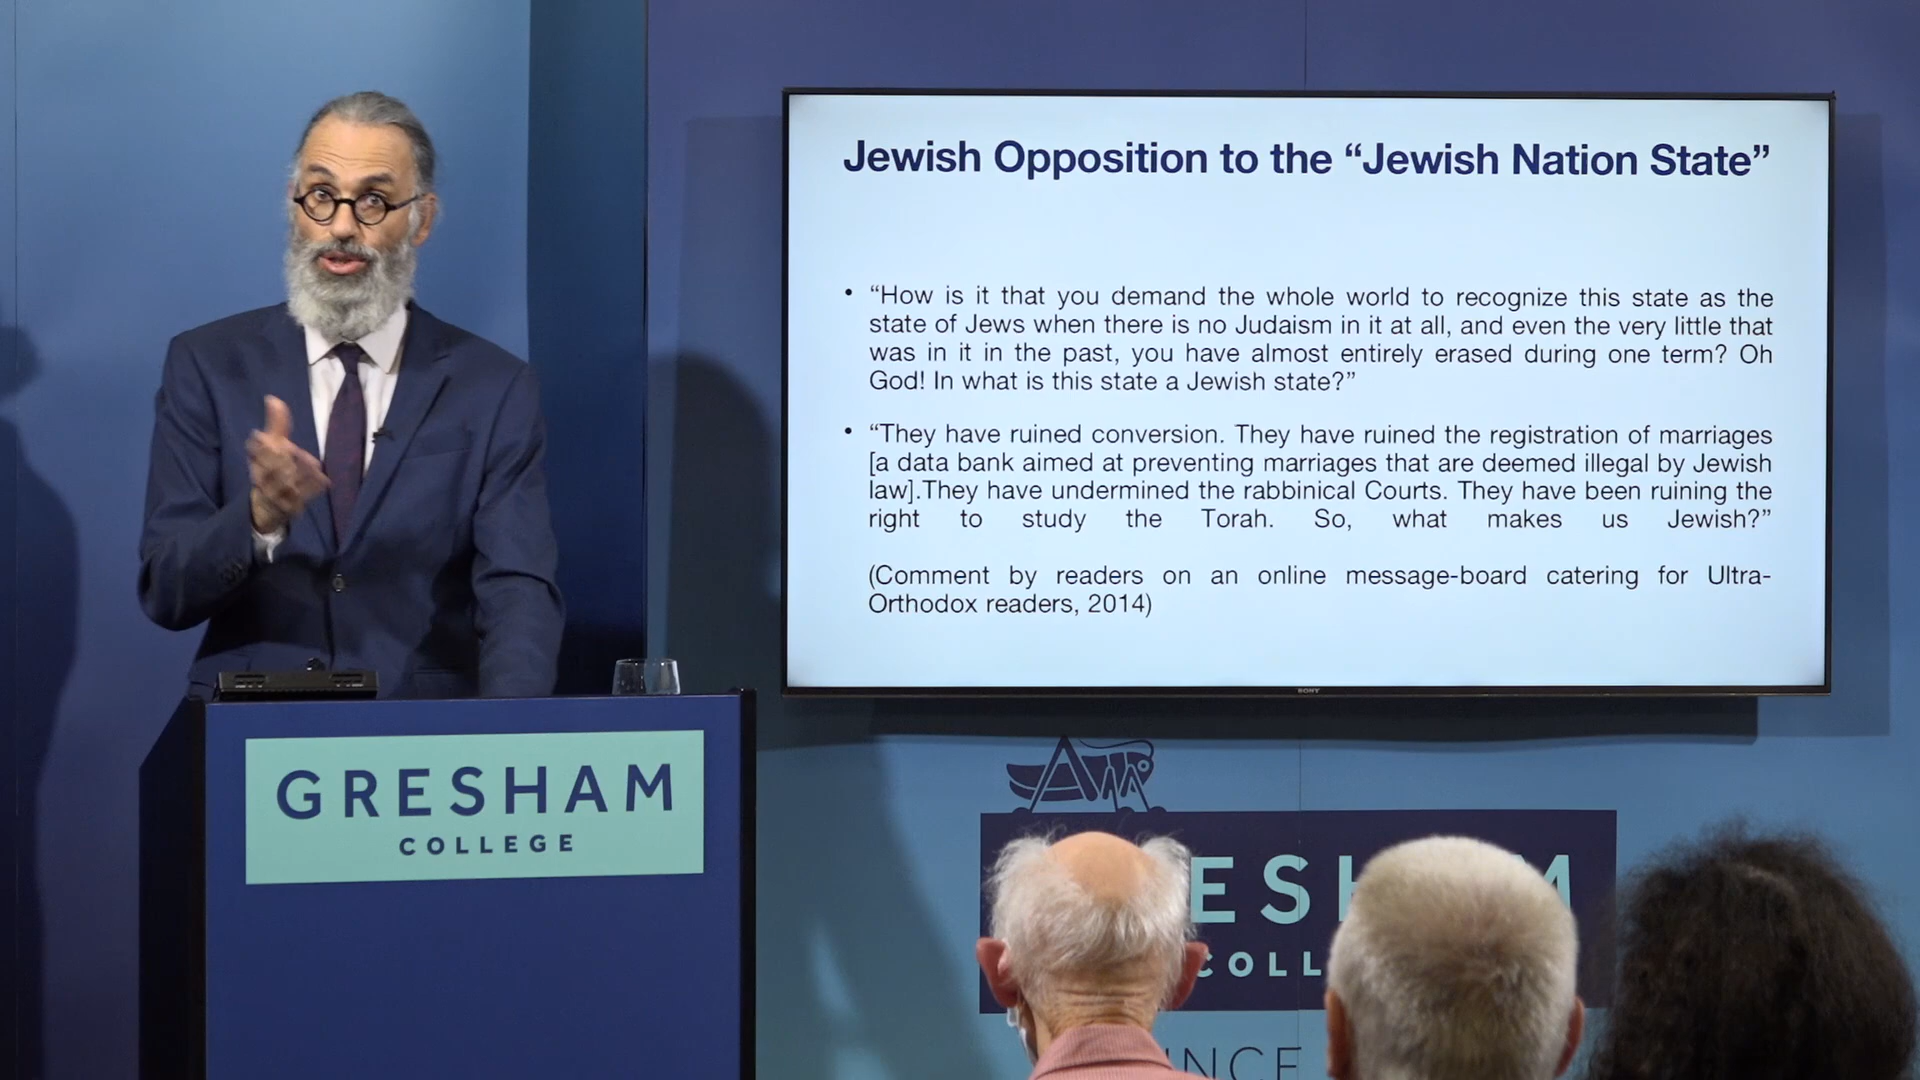 Jewish Opposition to the “Jewish Nation State”
• “How is it that you demand the whole world to recognize this state as the
state of Jews when there is no Judaism in it at all, and even the very little that
was in it in the past, you have almost entirely erased during one term? Oh
God! In what is this state a Jewish state?”
• “They have ruined conversion. They have ruined the registration of marriages
[a data bank aimed at preventing marriages that are deemed illegal by Jewish
law].They have undermined the rabbinical Courts. They have been ruining the
right to study the Torah. So, what makes us Jewish?”
(Comment by readers on an online message-board catering for Ultra-
Orthodox readers, 2014)
SONY
GRESHAM
COLLEGE